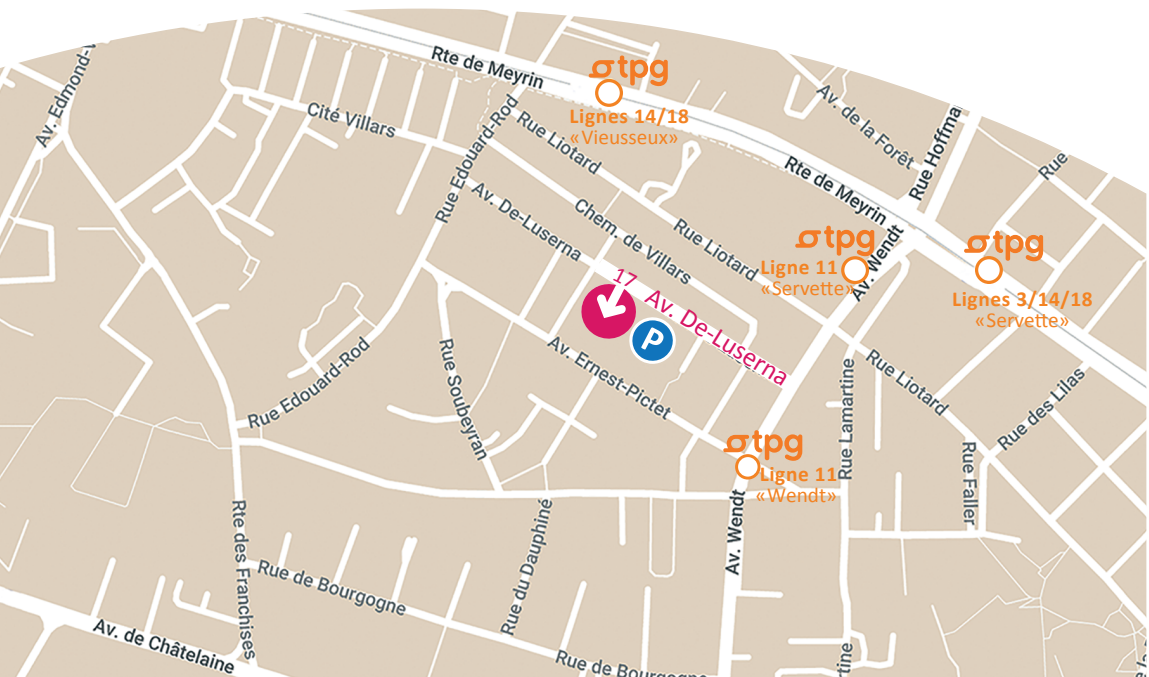 Av. Edmond-V
Rte de Meyrin
tpg
Lignes 14/18
«Vieusseux»
Cité Villars
Rue Edouard-Rod
Rue Liotard
Av. de la Forêt
Rue Hoffma
Rue
Rte de Meyrin
Av. De-Luserna
Chem. de Villars
Rue Liotard
tpg
Ligne 11
«Servette»
Av. Wendt
tpg
Lignes 3/14/18
«Servette»
17 Av. De-Luserna
P
Av. Ernest-Pictet
Rue Edouard-Rod
Rue Soubeyran
Rue Lamartine
Rue Liotard
Rue des Lilas
Rue Faller
tpg
Ligne 11
«Wendt»
Av. Wendt
Rte des Franchises
Rue de Bourgogne
Rue du Dauphiné
Av. de Châtelaine
Rue de Bourgogne
tine